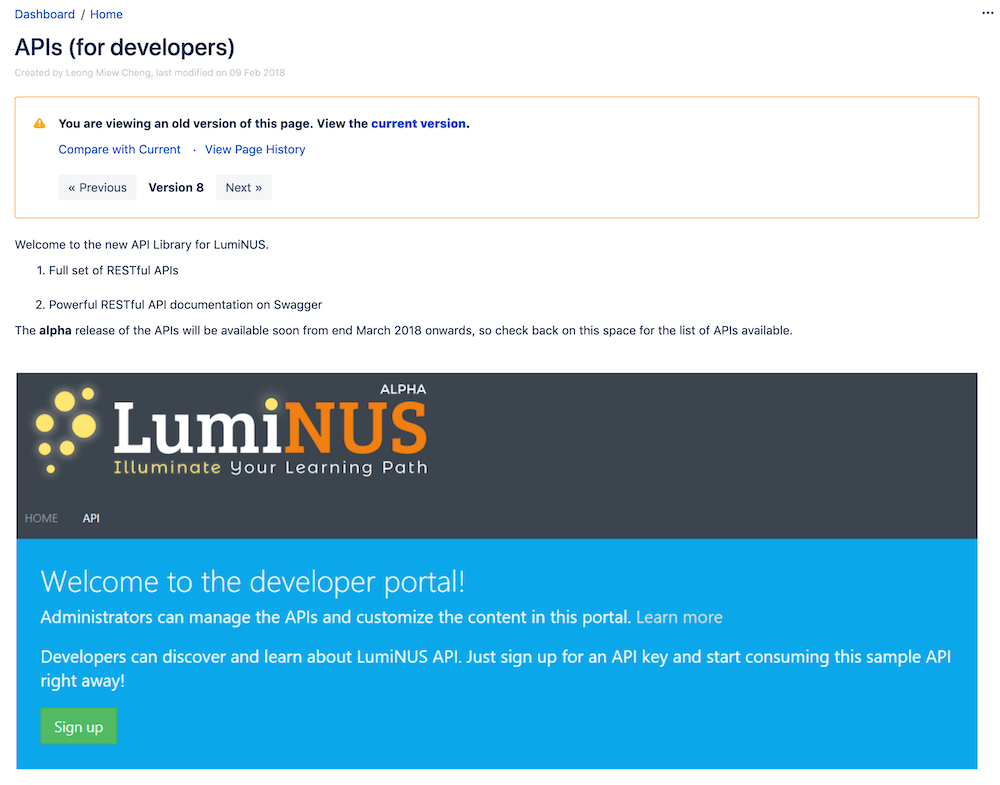 Dashboard / Home
APIs (for developers)
Created by Leong Miew Cheng, last modified on 09 Feb 2018
You are viewing an old version of this page. View the current version.
Compare with Current · View Page History
« Previous Version 8 Next »
Welcome to the new API Library for LumiNUS.
1. Full set of RESTful APIs
2. Powerful RESTful API documentation on Swagger
The alpha release of the APIs will be available soon from end March 2018 onwards, so check back on this space for the list of APIs available.
ALPHA
LumiNUS
Illuminate Your Learning Path
HOME API
Welcome to the developer portal!
Administrators can manage the APIs and customize the content in this portal. Learn more
Developers can discover and learn about LumiNUS API. Just sign up for an API key and start consuming this sample API
right away!
Sign up